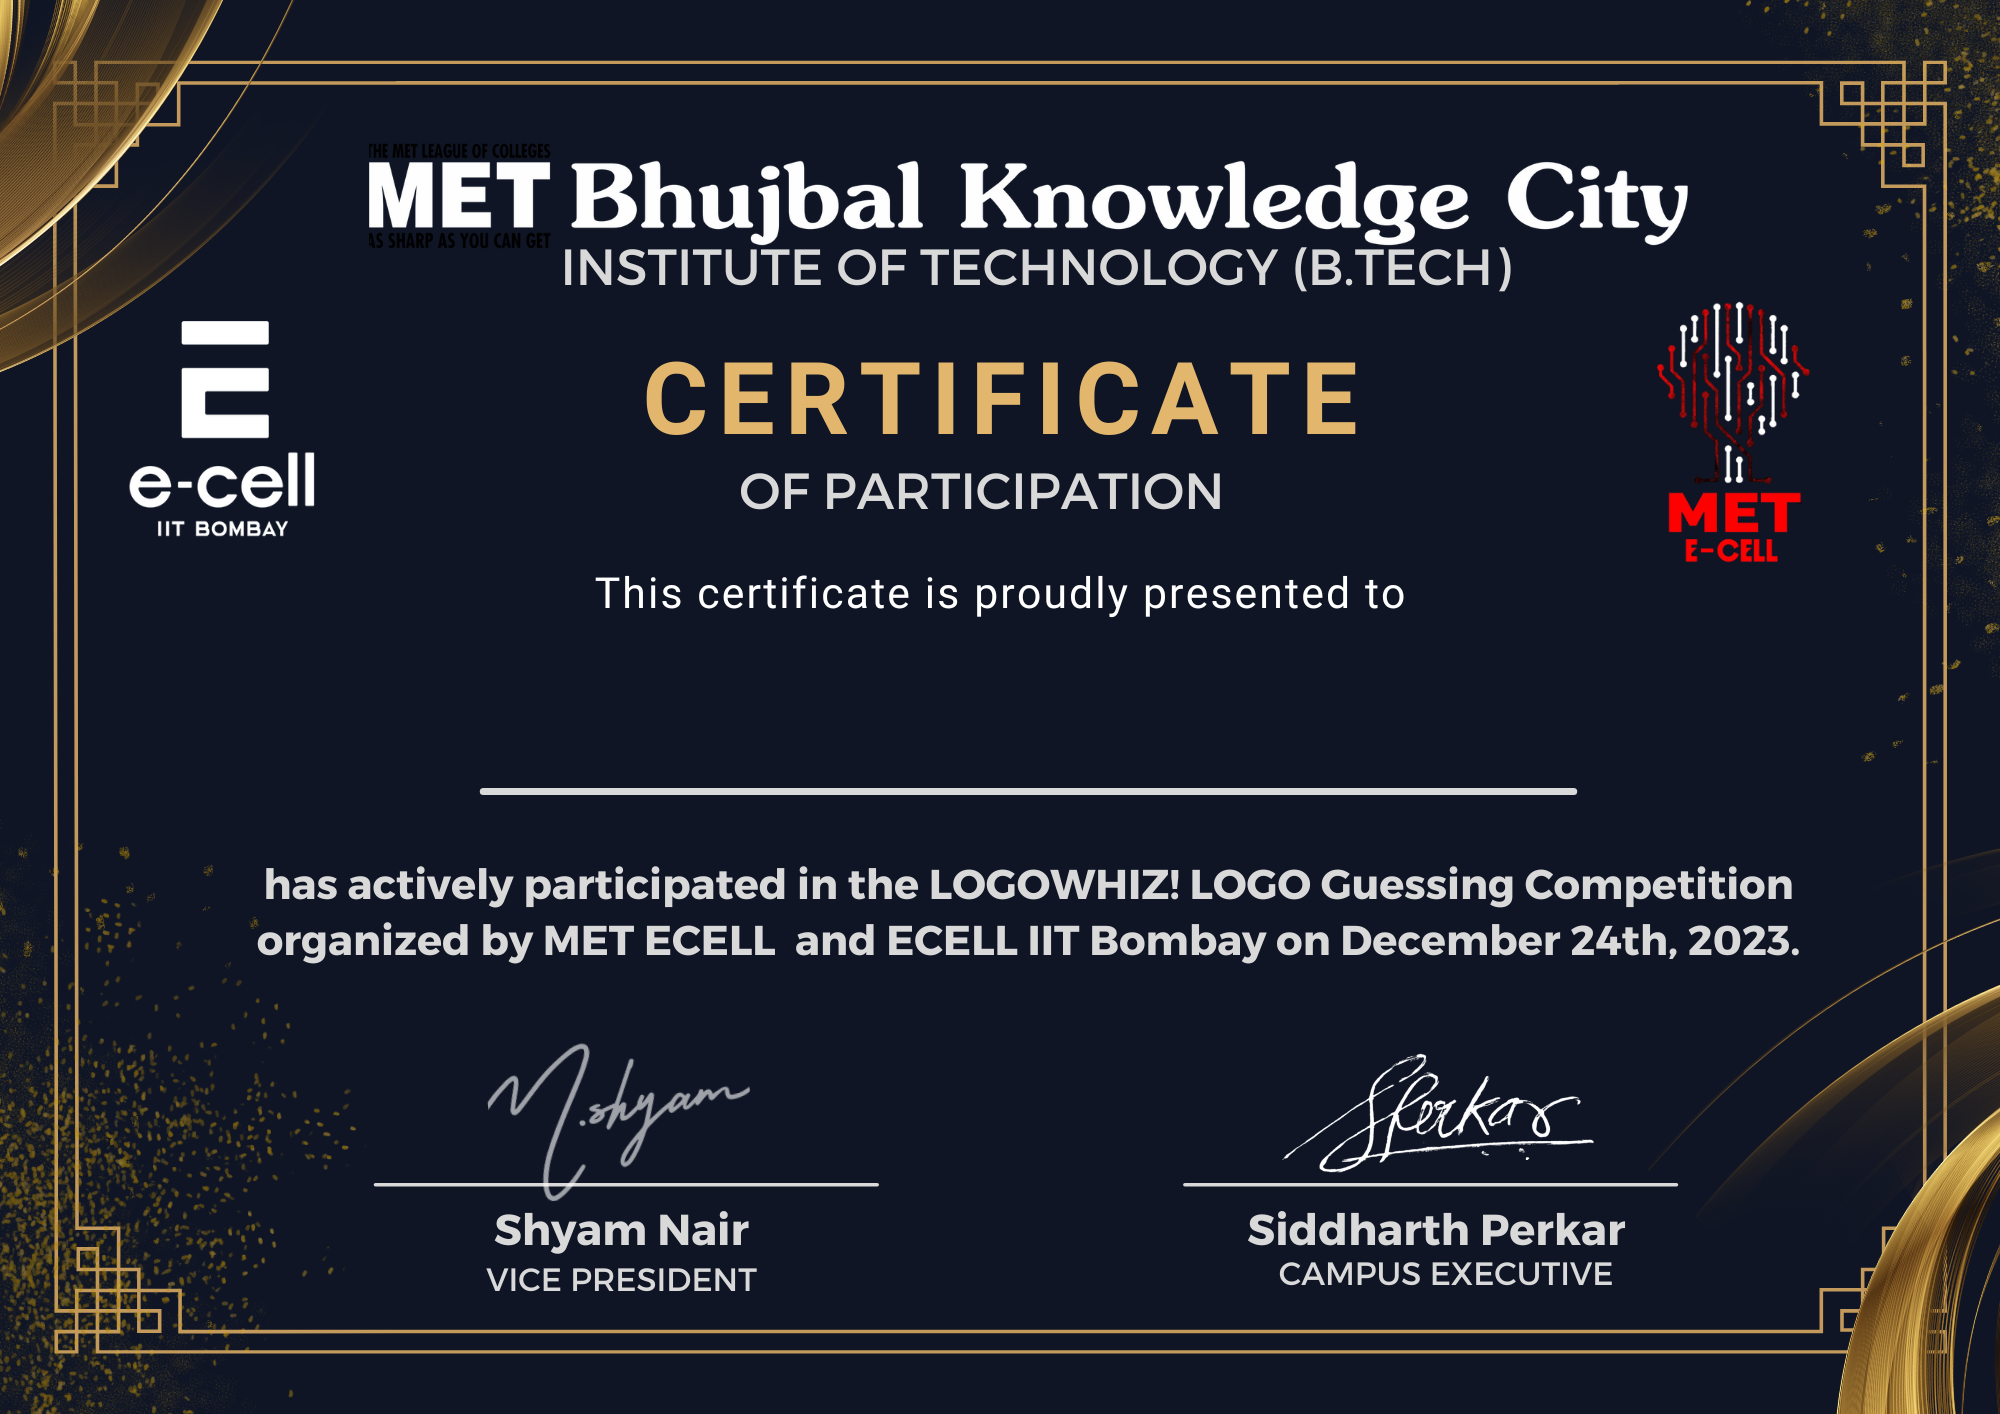 THE MET LEAGUE OF COLLEGES
MET Bhujbal Knowledge City
AS SHARP AS YOU CAN GET
INSTITUTE OF TECHNOLOGY (B.TECH)
e-cell
IIT BOMBAY
CERTIFICATE
OF PARTICIPATION
MET
E-CELL
This certificate is proudly presented to
has actively participated in the LOGOWHIZ! LOGO Guessing Competition
organized by MET ECELL and ECELL IIT Bombay on December 24th, 2023.
N.shyam
SPerkar
Shyam Nair
VICE PRESIDENT
Siddharth Perkar
CAMPUS EXECUTIVE